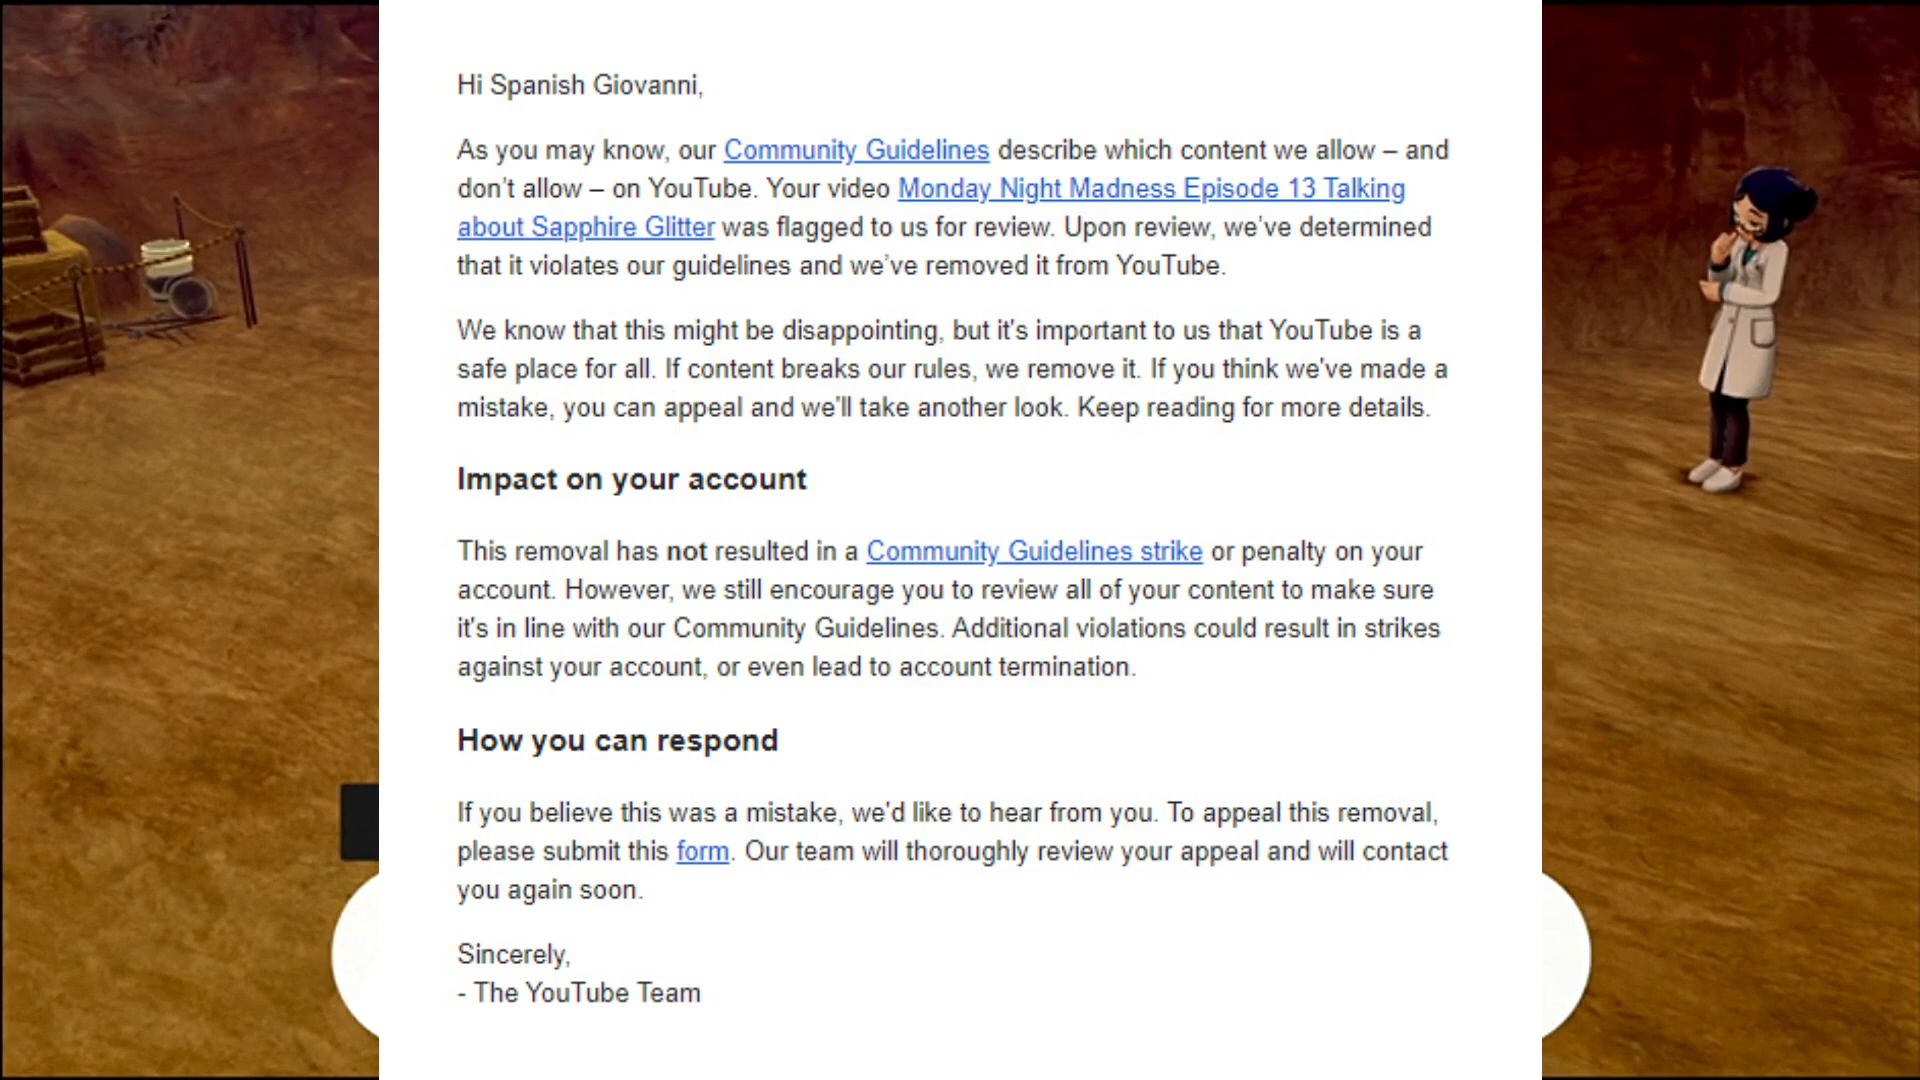 Hi Spanish Giovanni,
As you may know, our Community Guidelines describe which content we allow – and
don’t allow – on YouTube. Your video Monday Night Madness Episode 13 Talking
about Sapphire Glitter was flagged to us for review. Upon review, we’ve determined
that it violates our guidelines and we’ve removed it from YouTube.
We know that this might be disappointing, but it's important to us that YouTube is a
safe place for all. If content breaks our rules, we remove it. If you think we've made a
mistake, you can appeal and we'll take another look. Keep reading for more details.
Impact on your account
This removal has not resulted in a Community Guidelines strike or penalty on your
account. However, we still encourage you to review all of your content to make sure
it's in line with our Community Guidelines. Additional violations could result in strikes
against your account, or even lead to account termination.
How you can respond
If you believe this was a mistake, we'd like to hear from you. To appeal this removal,
please submit this form. Our team will thoroughly review your appeal and will contact
you again soon.
Sincerely,
- The YouTube Team